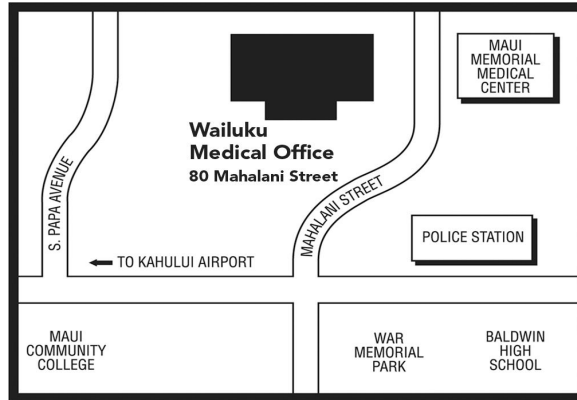 MAUI
MEMORIAL
MEDICAL
CENTER
Wailuku
Medical Office
80 Mahalani Street
S. PAPA AVENUE
MAHALANI STREET
POLICE STATION
TO KAHULUI AIRPORT
MAUI
COMMUNITY
COLLEGE
WAR
MEMORIAL
PARK
BALDWIN
HIGH
SCHOOL